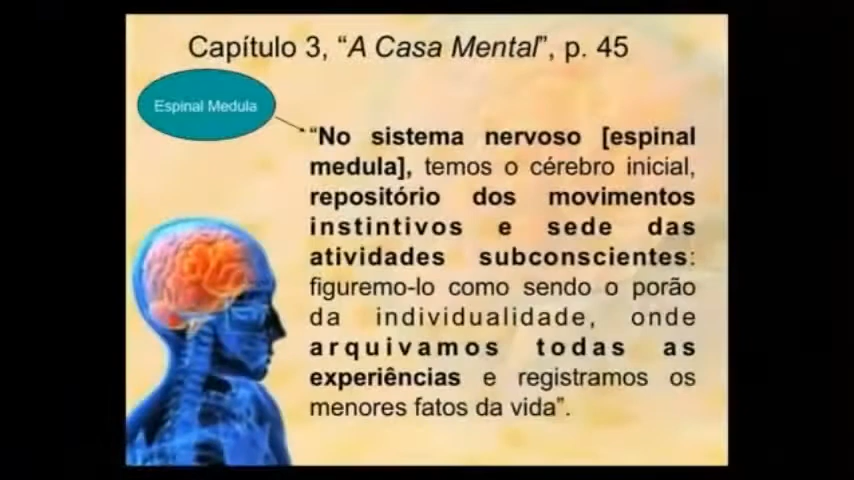 Capítulo 3, “A Casa Mental”, p. 45
Espinal Medula
“No sistema nervoso [espinal
medula], temos o cérebro inicial,
repositório dos movimentos
instintivos e sede das
atividades subconscientes:
figuremo-lo como sendo o porão
da individualidade, onde
arquivamos todas as
experiências e registramos os
menores fatos da vida”.